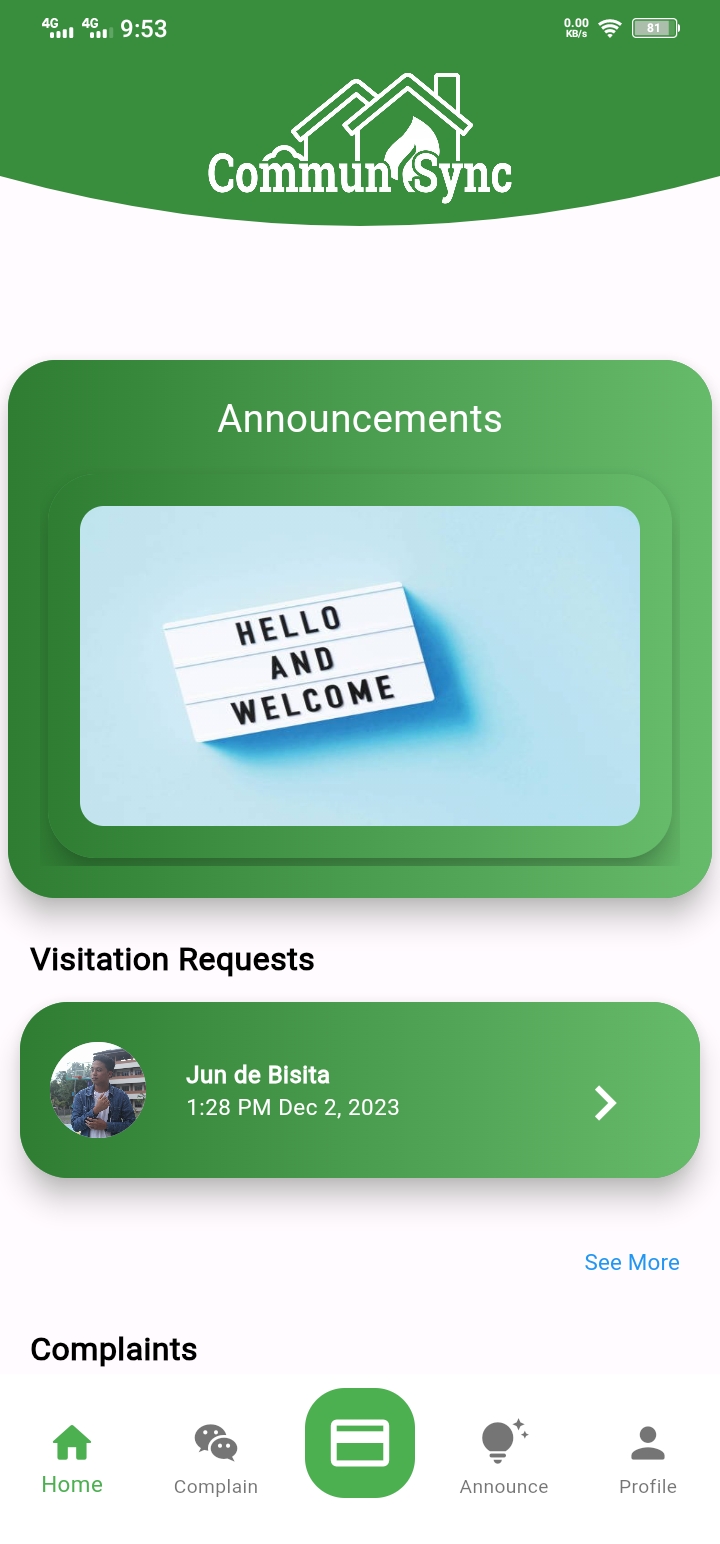 4G 4G 9:53 0.00 KB/s 81
Commun Sync
Announcements
HELLO
AND
WELCOME
Visitation Requests
Jun de Bisita
1:28 PM Dec 2, 2023
See More
Complaints
Home Complain Announce Profile